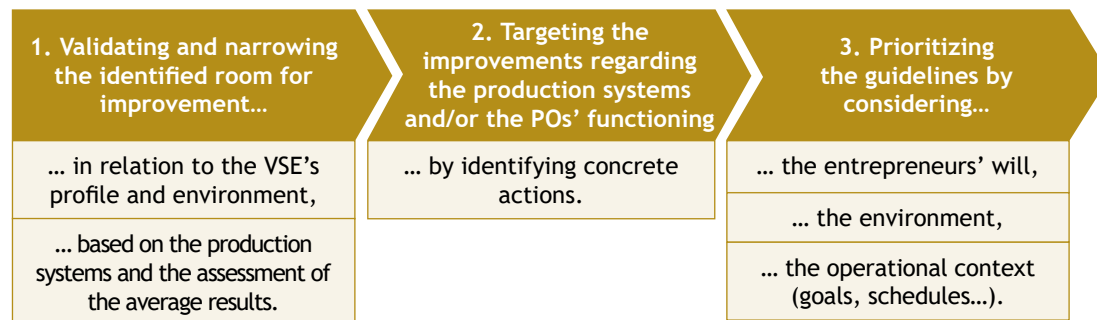 1. Validating and narrowing
the identified room for
improvement…
… in relation to the VSE's
profile and environment,
… based on the production
systems and the assessment of
the average results.
2. Targeting the
improvements regarding
the production systems
and/or the POs' functioning
… by identifying concrete
actions.
3. Prioritizing
the guidelines by
considering…
… the entrepreneurs' will,
… the environment,
… the operational context
(goals, schedules…).